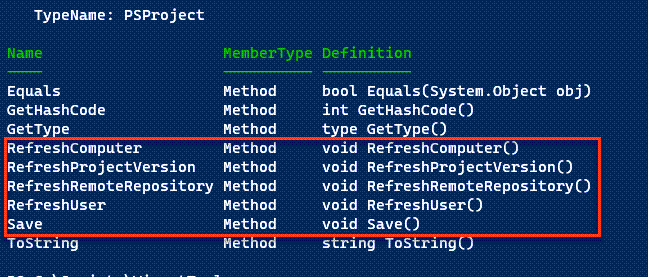 TypeName: PSProject
Name MemberType Definition
---- ---------- ----------
Equals Method bool Equals(System.Object obj)
GetHashCode Method int GetHashCode()
GetType Method type GetType()
RefreshComputer Method void RefreshComputer()
RefreshProjectVersion Method void RefreshProjectVersion()
RefreshRemoteRepository Method void RefreshRemoteRepository()
RefreshUser Method void RefreshUser()
Save Method void Save()
ToString Method string ToString()